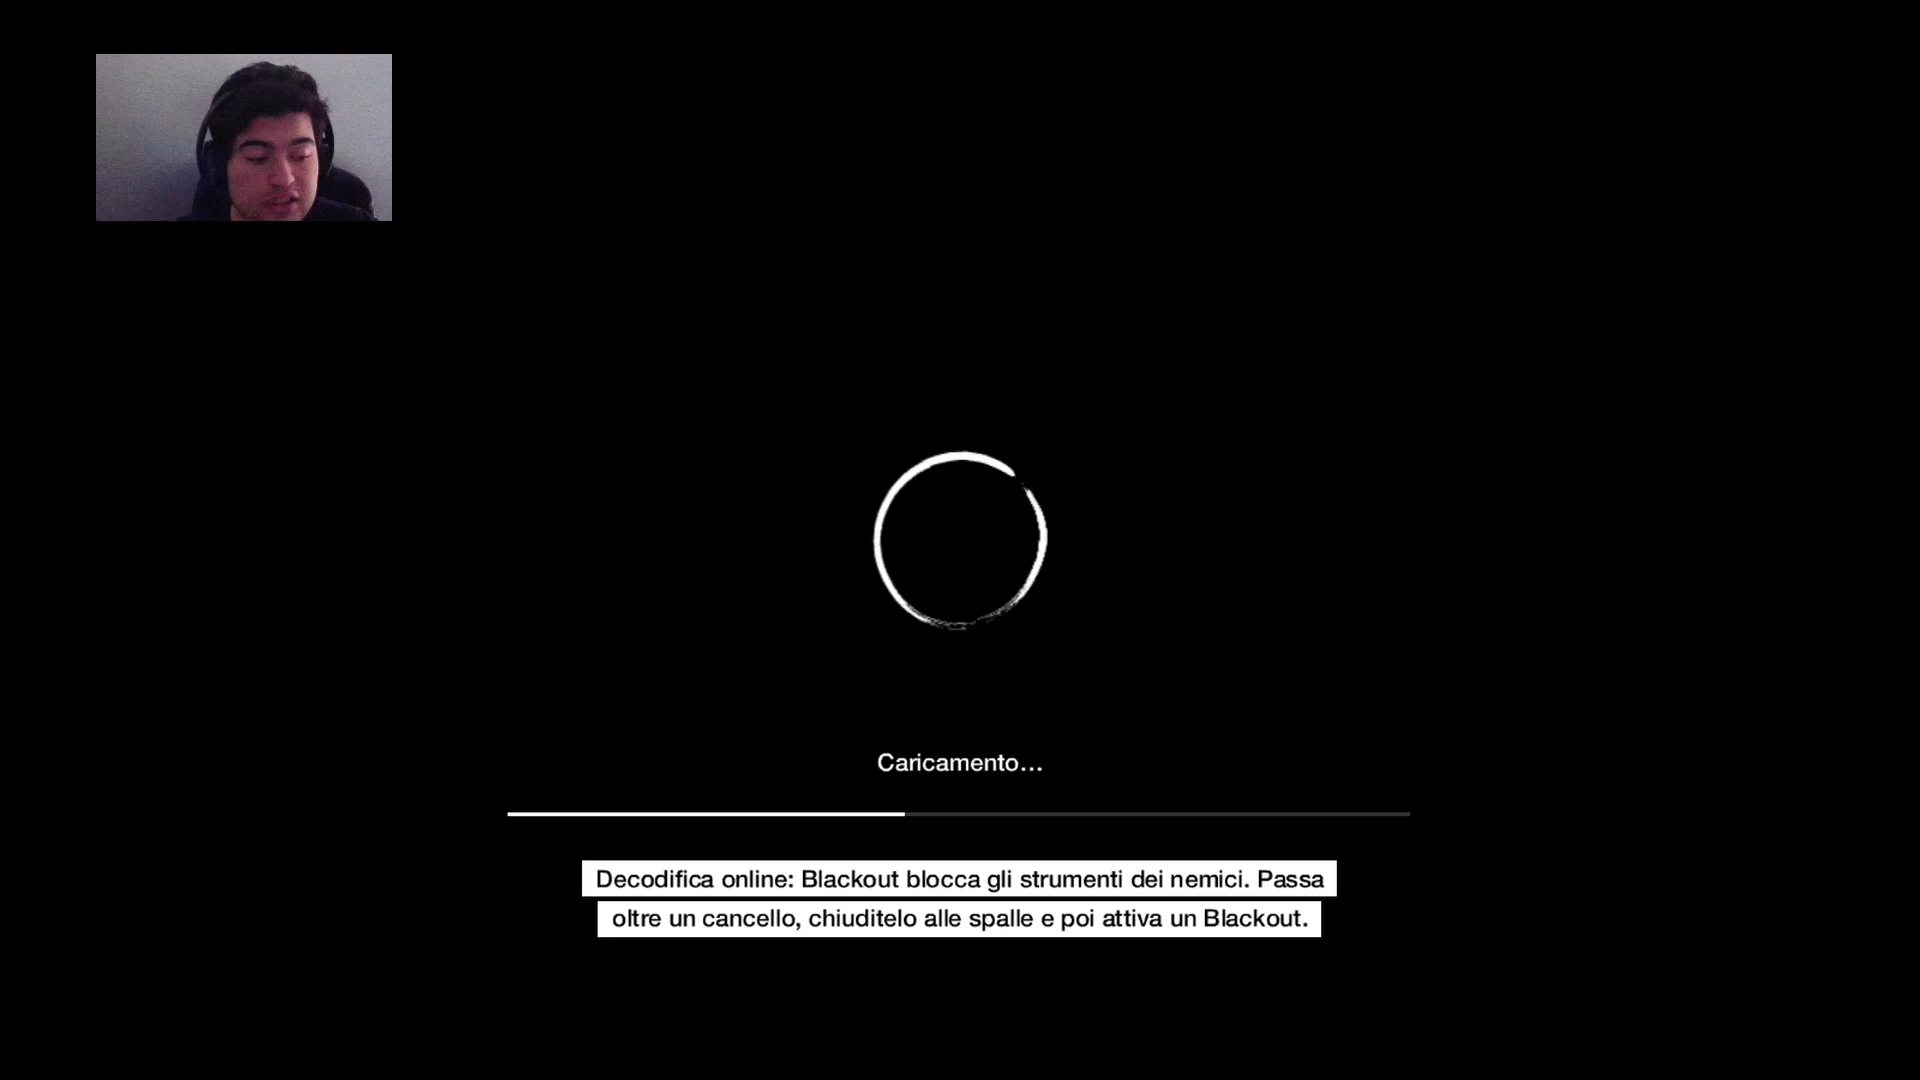 Caricamento...
Decodifica online: Blackout blocca gli strumenti dei nemici. Passa
oltre un cancello, chiuditelo alle spalle e poi attiva un Blackout.